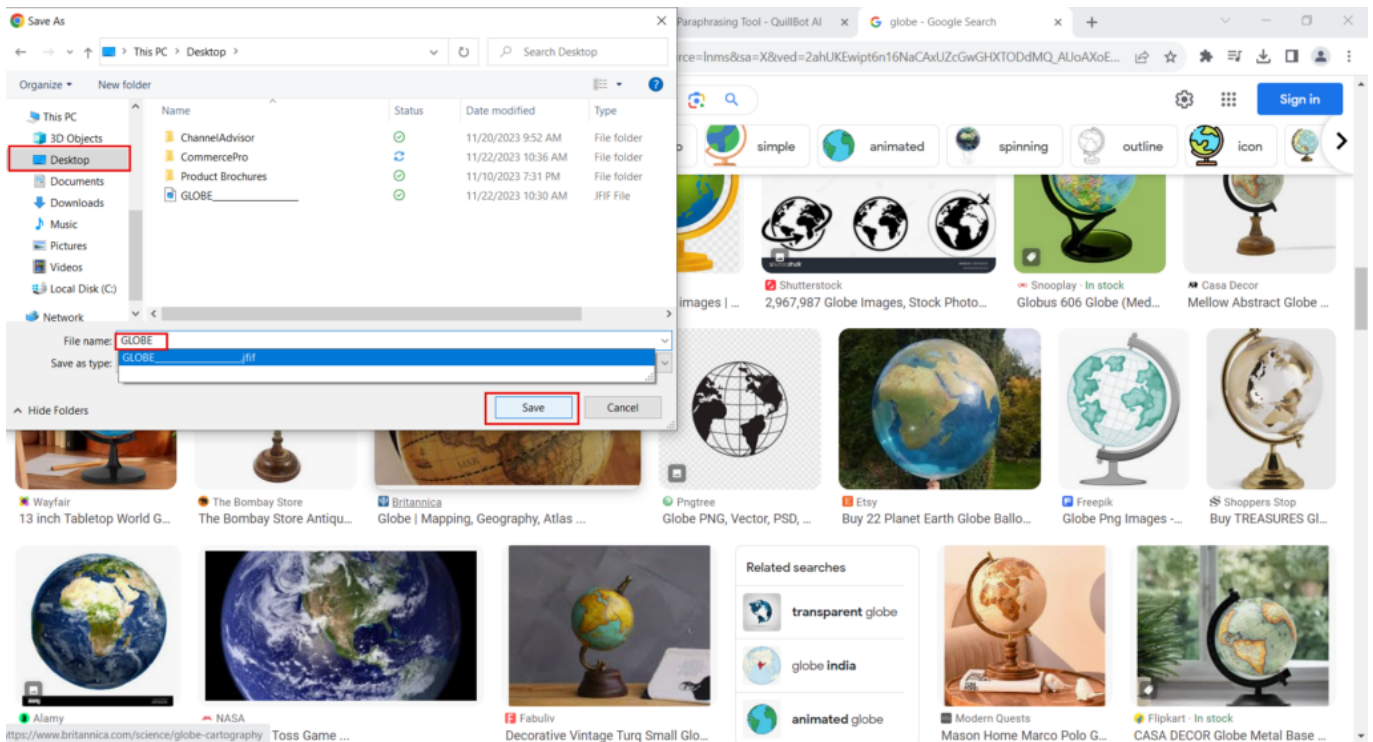 Save As
Paraphrasing Tool - QuillBot AI
globe - Google Search
This PC > Desktop >
Search Desktop
rce=lnms&sa=X&ved=2ahUKEwipt6n16NaCAxUZcGwGHXTODdMQ_AUoAXoE...
Organize
New folder
Sign in
Name Status Date modified Type
This PC
3D Objects
Desktop
Documents
Downloads
Music
Pictures
Videos
Local Disk (C:)
Network
ChannelAdvisor 11/20/2023 9:52 AM File folder
CommercePro 11/22/2023 10:36 AM File folder
Product Brochures 11/10/2023 7:31 PM File folder
GLOBE________________ 11/22/2023 10:30 AM JFIF File
simple
animated
spinning
outline
icon
File name: GLOBE
GLOBE________________.jfif
Save as type:
Hide Folders
Save
Cancel
shutterstock
Shutterstock
Snooplay · In stock
Casa Decor
images | ...
2,967,987 Globe Images, Stock Photo...
Globus 606 Globe (Med...
Mellow Abstract Globe ...
Wayfair
The Bombay Store
Britannica
Pngtree
Etsy
Freepik
Shoppers Stop
13 inch Tabletop World G...
The Bombay Store Antiqu...
Globe | Mapping, Geography, Atlas ...
Globe PNG, Vector, PSD, ...
Buy 22 Planet Earth Globe Ballo...
Globe Png Images -...
Buy TREASURES Gl...
Related searches
transparent globe
globe india
animated globe
Alamy
NASA
Fabuliv
Modern Quests
Flipkart · In stock
ttps://www.britannica.com/science/globe-cartography
Toss Game ...
Decorative Vintage Turq Small Glo...
Mason Home Marco Polo G...
CASA DECOR Globe Metal Base ...